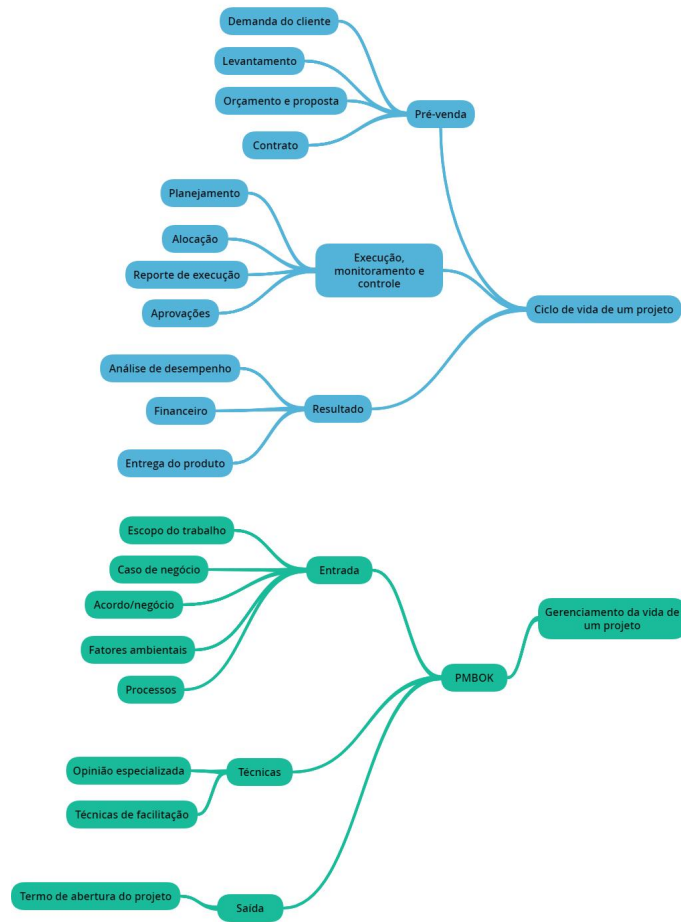 Demanda do cliente
Levantamento
Orçamento e proposta
Contrato
Pré-venda
Planejamento
Alocação
Reporte de execução
Aprovações
Execução,
monitoramento e
controle
Ciclo de vida de um projeto
Análise de desempenho
Financeiro
Entrega do produto
Resultado
Escopo do trabalho
Caso de negócio
Acordo/negócio
Fatores ambientais
Processos
Entrada
Gerenciamento da vida de
um projeto
PMBOK
Opinião especializada
Técnicas de facilitação
Técnicas
Termo de abertura do projeto
Saída